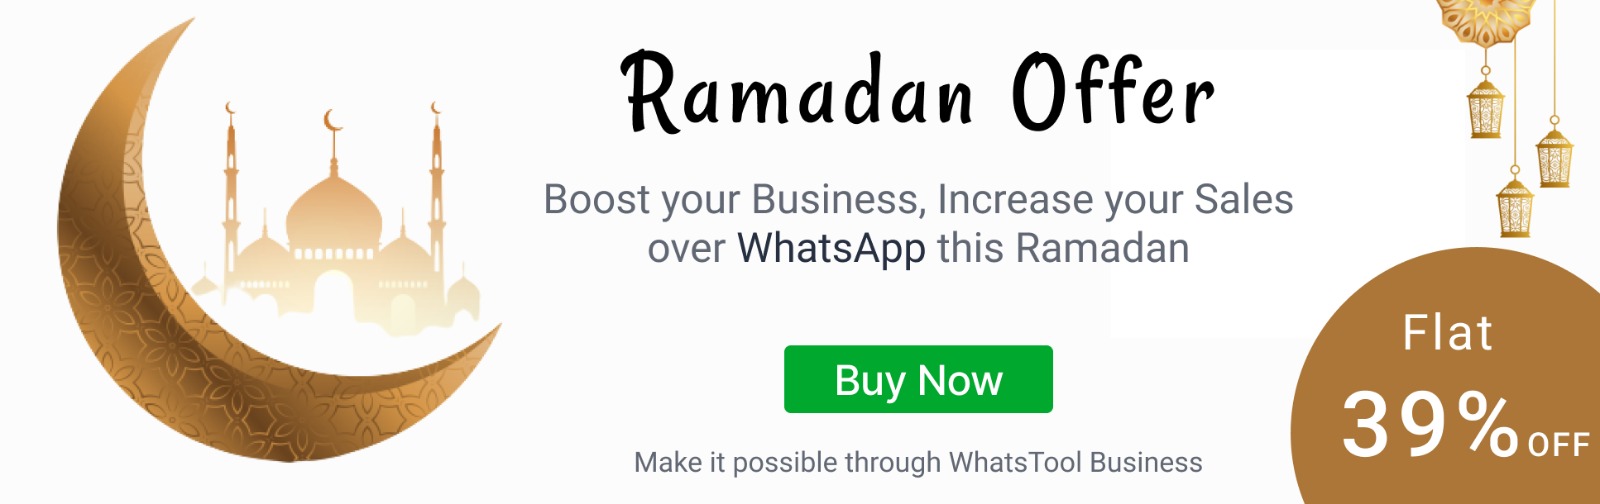 Ramadan Offer
Boost your Business, Increase your Sales
over WhatsApp this Ramadan
Buy Now
Make it possible through WhatsTool Business
Flat
39% OFF